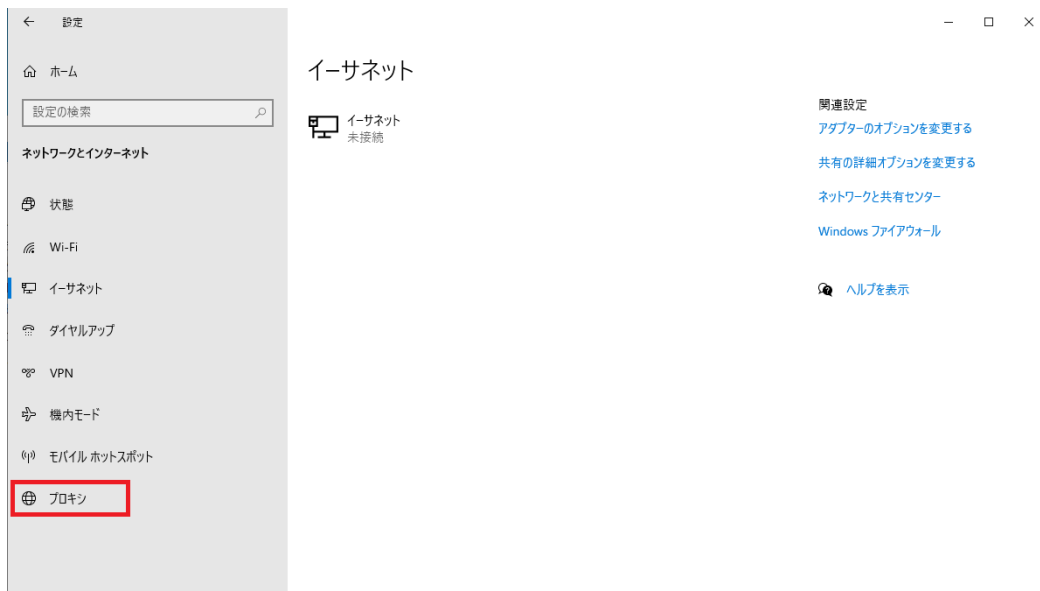 設定
ホーム
設定の検索
ネットワークとインターネット
状態
Wi-Fi
イーサネット
ダイヤルアップ
VPN
機内モード
モバイル ホットスポット
プロキシ
イーサネット
イーサネット
未接続
関連設定
アダプターのオプションを変更する
共有の詳細オプションを変更する
ネットワークと共有センター
Windows ファイアウォール
ヘルプを表示